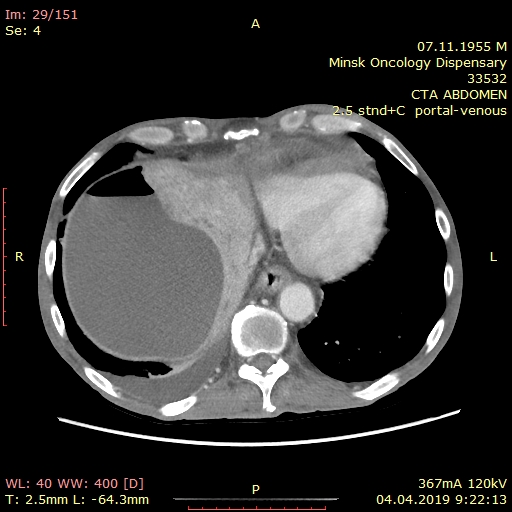 Im: 29/151
Se: 4
A
07.11.1955 M
Minsk Oncology Dispensary
33532
CTA ABDOMEN
2.5 stnd+C portal-venous
R
L
WL: 40 WW: 400 [D]
T: 2.5mm L: -64.3mm
P
367mA 120kV
04.04.2019 9:22:13